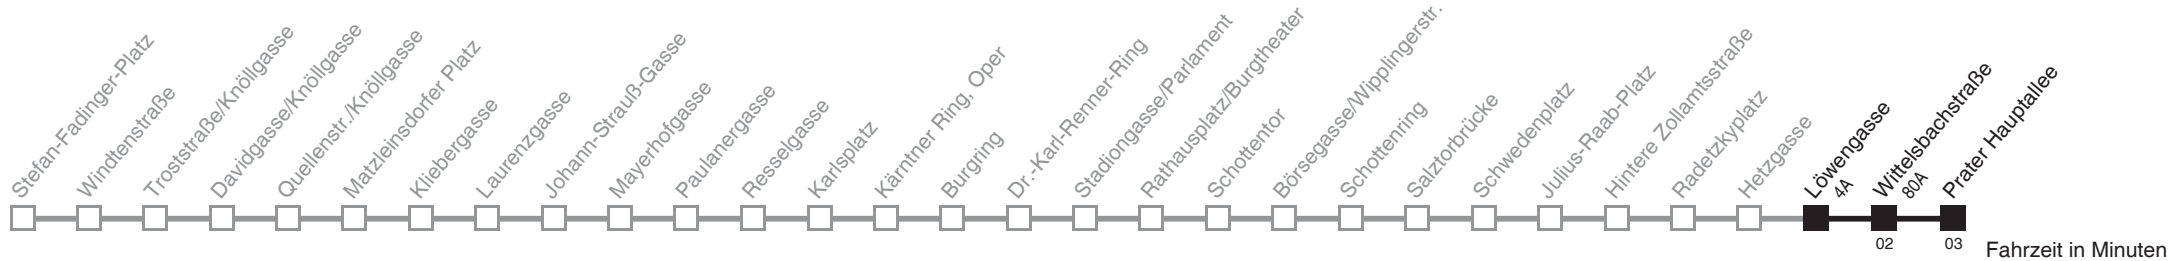 Stefan-Fadinger-Platz
Windtenstraße
Troststraße/Knöllgasse
Davidgasse/Knöllgasse
Quellenstr./Knöllgasse
Matzleinsdorfer Platz
Kliebergasse
Laurenzgasse
Johann-Strauß-Gasse
Mayerhofgasse
Paulanergasse
Resselgasse
Karlsplatz
Kärntner Ring, Oper
Burgring
Dr.-Karl-Renner-Ring
Stadiongasse/Parlament
Rathausplatz/Burgtheater
Schottentor
Börsegasse/Wipplingerstr.
Schottenring
Salztorbrücke
Schwedenplatz
Julius-Raab-Platz
Hintere Zollamtsstraße
Radetzkyplatz
Hetzgasse
Löwengasse
4A
Wittelsbachstraße
80A
Prater Hauptallee
02
03
Fahrzeit in Minuten